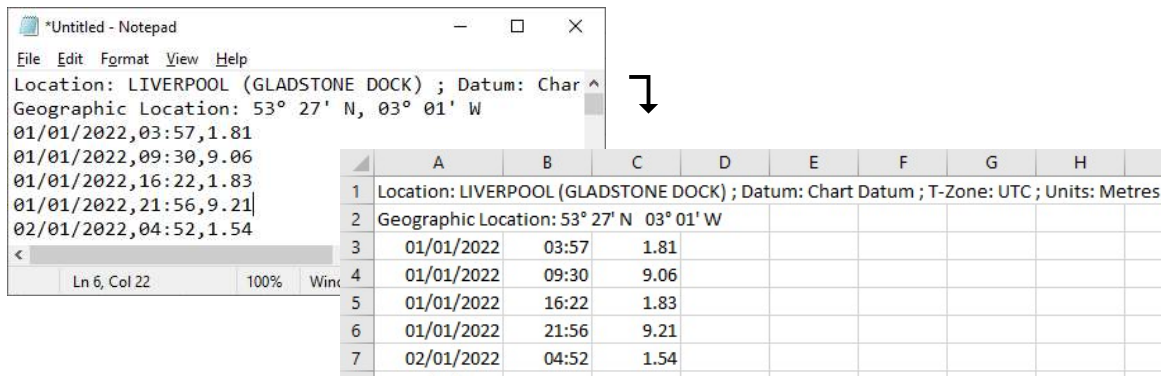 *Untitled - Notepad
File Edit Format View Help
Location: LIVERPOOL (GLADSTONE DOCK) ; Datum: Char
Geographic Location: 53° 27' N, 03° 01' W
01/01/2022,03:57,1.81
01/01/2022,09:30,9.06
01/01/2022,16:22,1.83
01/01/2022,21:56,9.21
02/01/2022,04:52,1.54
Ln 6, Col 22 100% Wind
A B C D E F G H
1 Location: LIVERPOOL (GLADSTONE DOCK) ; Datum: Chart Datum ; T-Zone: UTC ; Units: Metres
2 Geographic Location: 53° 27' N 03° 01' W
3 01/01/2022 03:57 1.81
4 01/01/2022 09:30 9.06
5 01/01/2022 16:22 1.83
6 01/01/2022 21:56 9.21
7 02/01/2022 04:52 1.54